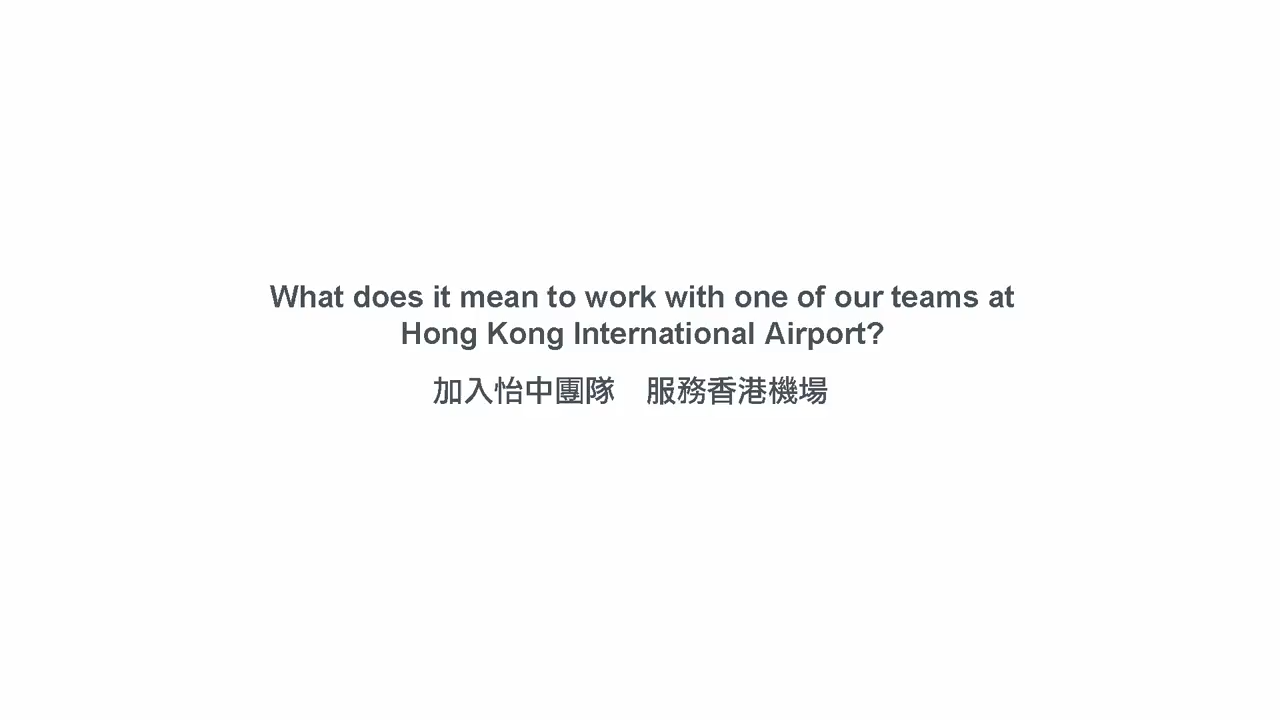 What does it mean to work with one of our teams at
Hong Kong International Airport?
加入怡中團隊　服務香港機場